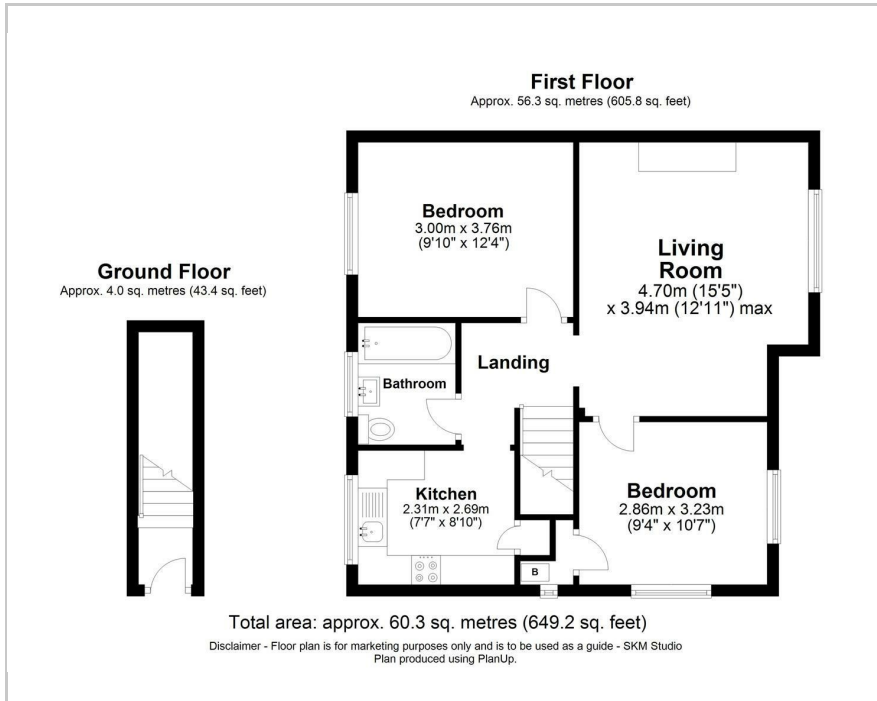 First Floor
Approx. 56.3 sq. metres (605.8 sq. feet)
Bedroom
3.00m x 3.76m
(9'10" x 12'4")
Living
Room
4.70m (15'5")
x 3.94m (12'11") max
Ground Floor
Approx. 4.0 sq. metres (43.4 sq. feet)
Landing
Bathroom
Kitchen
2.31m x 2.69m
(7'7" x 8'10")
Bedroom
2.86m x 3.23m
(9'4" x 10'7")
B
Total area: approx. 60.3 sq. metres (649.2 sq. feet)
Disclaimer - Floor plan is for marketing purposes only and is to be used as a guide - SKM Studio
Plan produced using PlanUp.